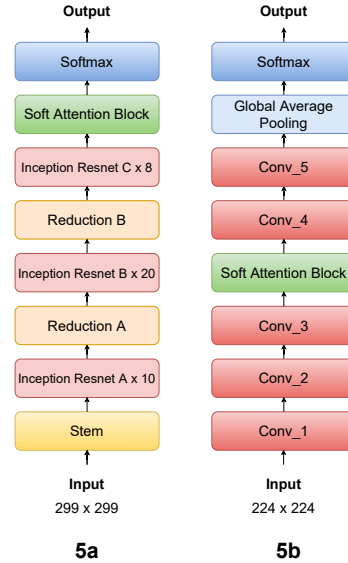 Output
Softmax
Soft Attention Block
Inception Resnet C x 8
Reduction B
Inception Resnet B x 20
Reduction A
Inception Resnet A x 10
Stem
Input
299 x 299
5a
Output
Softmax
Global Average
Pooling
Conv_5
Conv_4
Soft Attention Block
Conv_3
Conv_2
Conv_1
Input
224 x 224
5b